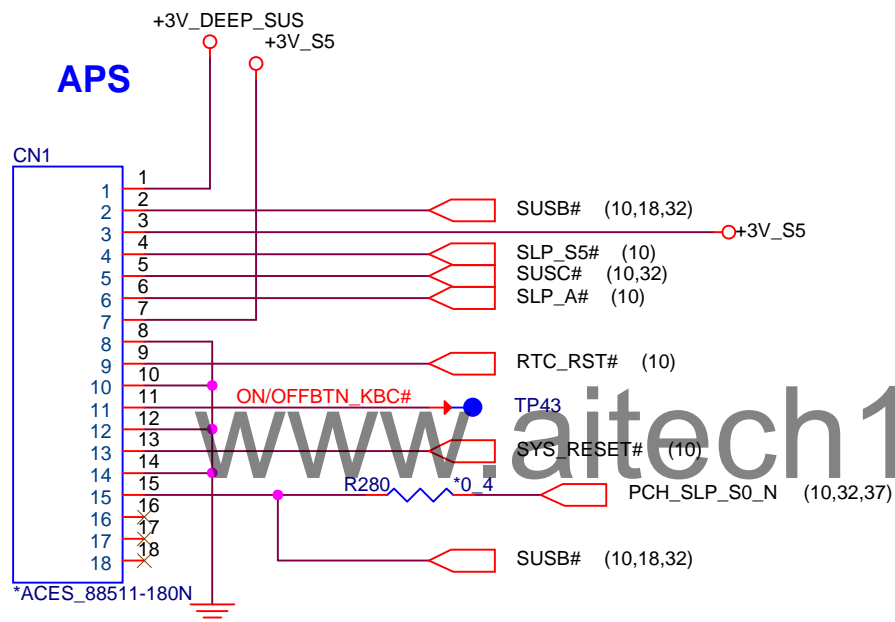 +3V_DEEP_SUS
+3V_S5
APS
CN1
1 1
2 2 SUSB# (10,18,32)
3 3 +3V_S5
4 4 SLP_S5# (10)
5 5 SUSC# (10,32)
6 6 SLP_A# (10)
7 7
8 8
9 9 RTC_RST# (10)
10 10
11 11 ON/OFFBTN_KBC# TP43
12 12
13 13 SYS_RESET# (10)
14 14
15 15 R280 *0_4 PCH_SLP_S0_N (10,32,37)
16 16
17 17
18 18 SUSB# (10,18,32)
*ACES_88511-180N
www.aitech1